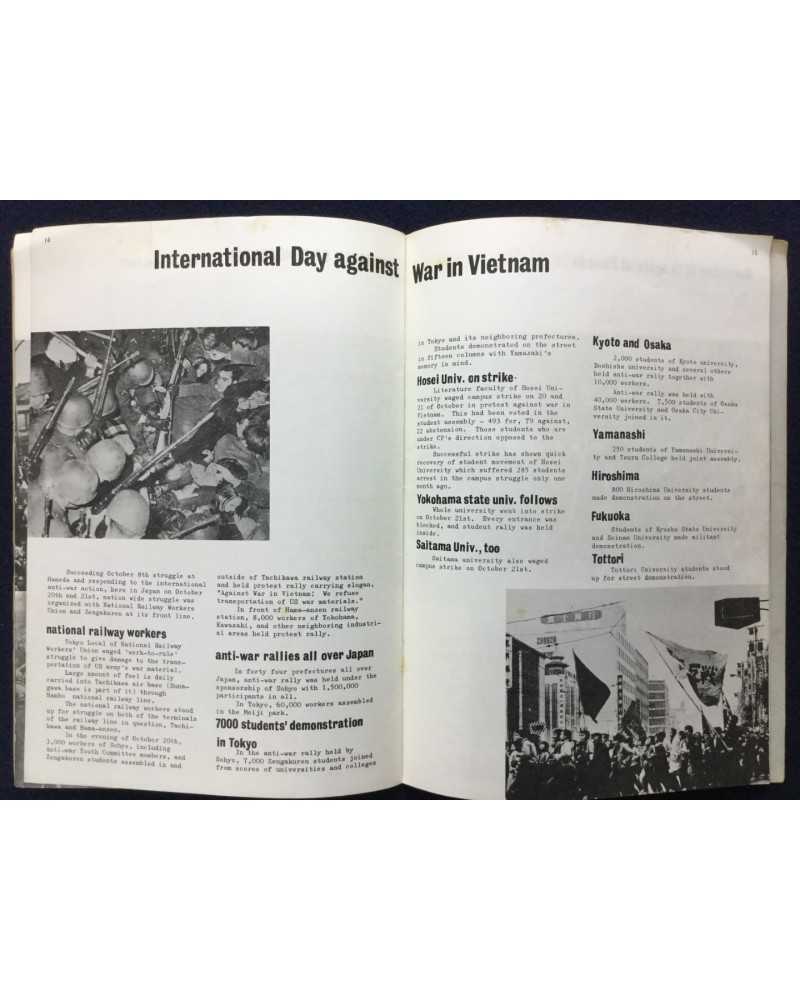 14
International Day against
Succeeding October 8th struggle at
Haneda and responding to the international
anti-war action, here in Japan on October
20th and 21st, nation wide struggle was
organized with National Railway Workers
Union and Zengakuren at its front line.
national railway workers
Tokyo Local of National Railway
Workers' Union waged 'work-to-rule'
struggle to give damage to the trans-
portation of US army's war material.
Large amount of fuel is daily
carried into Tachikawa air base (Suna-
gawa base is part of it) through
Nambu national railway line.
The national railway workers stood
up for struggle on both of the terminals
of the railway line in question, Tachi-
kawa and Hama-ansen.
In the evening of October 20th,
3,000 workers of Sohyo, including
anti-war Youth Committee members, and
Zengakuren students assembled in and
outside of Tachikawa railway station
and held protest rally carrying slogan,
"Against War in Vietnam! We refuse
transportation of US war materials."
In front of Hama-ansen railway
station, 8,000 workers of Yokohama,
Kawasaki, and other neighboring industri-
al areas held protest rally.
anti-war rallies all over Japan
In forty four prefectures all over
Japan, anti-war rally was held under the
sponsership of Sohyo with 1,500,000
participants in all.
In Tokyo, 60,000 workers assembled
in the Meiji park.
7000 students' demonstration
in Tokyo
In the anti-war rally held by
Sohyo, 7,000 Zengakuren students joined
from scores of universities and colleges
15
War in Vietnam
in Tokyo and its neighboring prefectures.
Students demonstrated on the street
in fifteen columns with Yamazaki's
memory in mind.
Hosei Univ. on strike
Literature faculty of Hosei Uni-
versity waged campus strike on 20 and
21 of October in protest against war in
Vietnam. This had been voted in the
student assembly - 493 for, 79 against,
22 abstension. Those students who are
under CP's direction opposed to the
strike.
Successful strike has shown quick
recovery of student movement of Hosei
University which suffered 285 students
arrest in the campus struggle only one
month ago.
Yokohama state univ. follows
Whole university went into strike
on October 21st. Every entrance was
blocked, and student rally was held
inside.
Saitama Univ., too
Saitama university also waged
campus strike on October 21st.
Kyoto and Osaka
2,000 students of Kyoto university,
Doshisha university and several others
held anti-war rally together with
10,000 workers.
Anti-war rally was held with
40,000 workers. 7,500 students of Osaka
State University and Osaka City Uni-
versity joined in it.
Yamanashi
250 students of Yamanashi Universi-
ty and Tsuru College held joint assembly.
Hiroshima
800 Hiroshima University students
made demonstration on the street.
Fukuoka
Students of Kyushu State University
and Seinan University made militant
demonstration.
Tottori
Tottori University students stood
up for street demonstration.